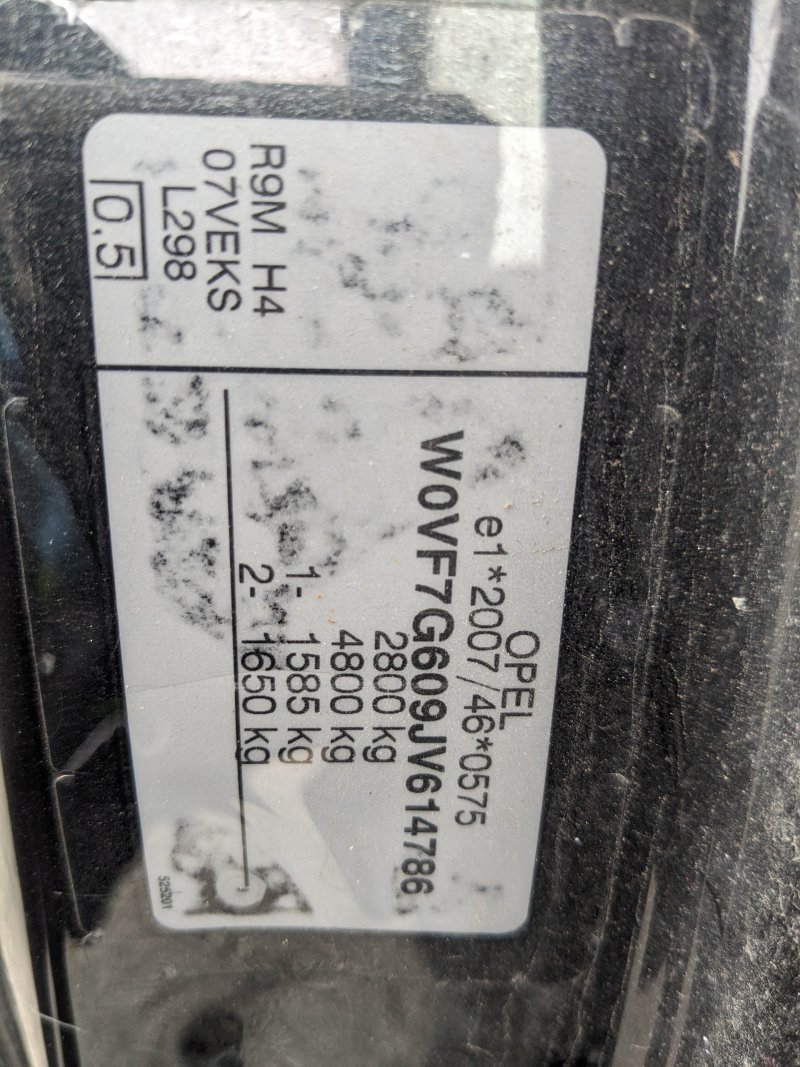 OPEL
e1*2007/46*0575
W0VF7G609JV614786
2800 kg
4800 kg
1- 1585 kg
2- 1650 kg
525201
R9M H4
07VEKS
L298
0.5